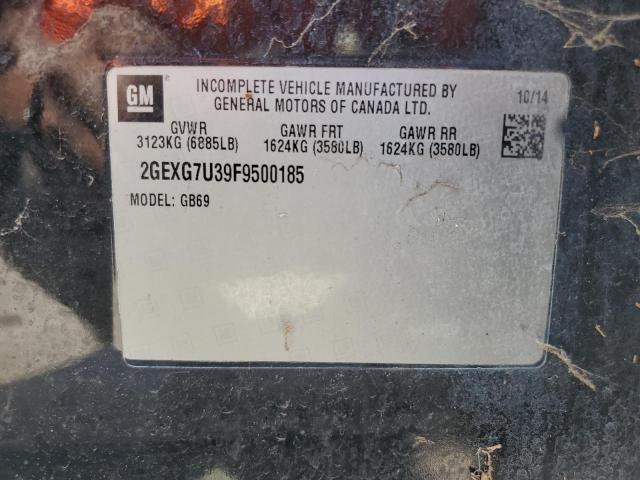 GM
INCOMPLETE VEHICLE MANUFACTURED BY
GENERAL MOTORS OF CANADA LTD.
10/14
GVWR GAWR FRT GAWR RR
3123KG (6885LB) 1624KG (3580LB) 1624KG (3580LB)
2GEXG7U39F9500185
MODEL: GB69